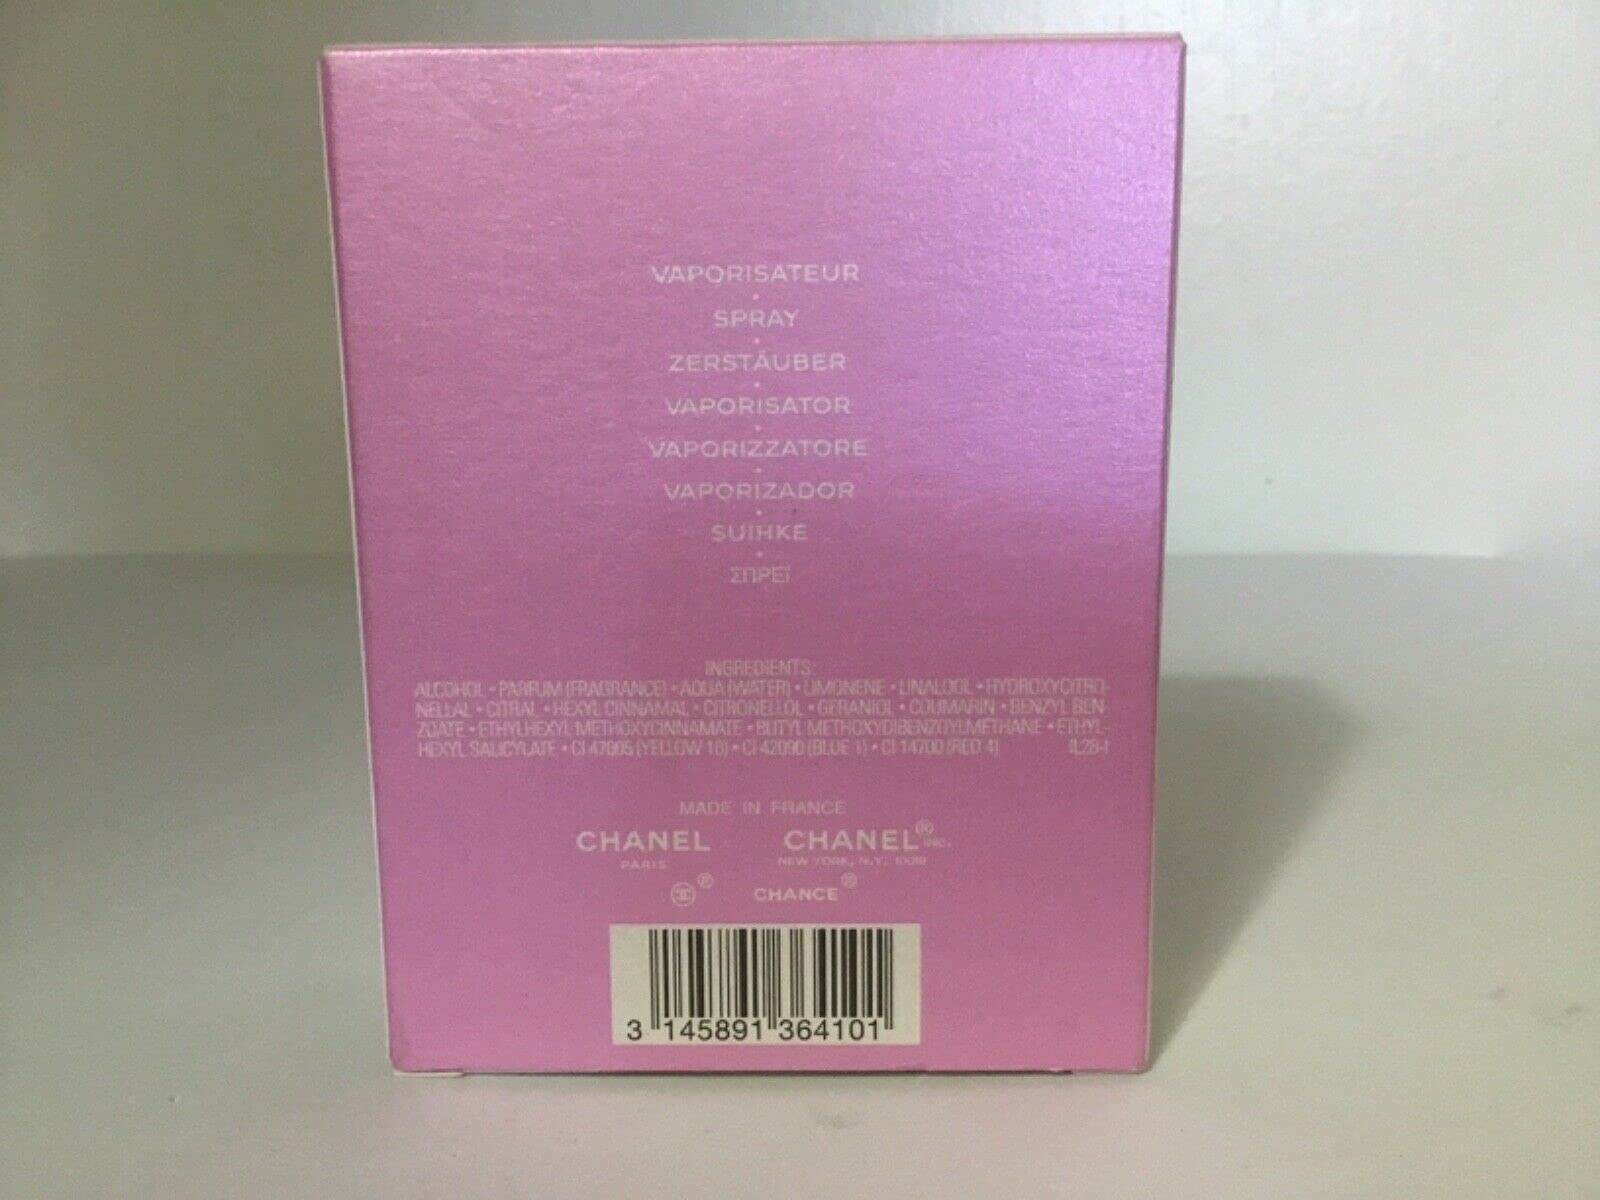 VAPORISATEUR
SPRAY
ZERSTÄUBER
VAPORISATOR
VAPORIZZATORE
VAPORIZADOR
SUIHKE
ΣΠΡΕΪ
INGREDIENTS:
ALCOHOL • PARFUM (FRAGRANCE) • AQUA (WATER) • LIMONENE • LINALOOL • HYDROXYCITRO-
NELLAL • CITRAL • HEXYL CINNAMAL • CITRONELLOL • GERANIOL • COUMARIN • BENZYL BEN
ZOATE • ETHYLHEXYL METHOXYCINNAMATE • BUTYL METHOXYDIBENZOYLMETHANE • ETHYL-
HEXYL SALICYLATE • CI 47005 (YELLOW 10) • CI 42090 (BLUE 1) • CI 14700 (RED 4) IL28-I
MADE IN FRANCE
CHANEL CHANEL® INC.
PARIS NEW YORK, N.Y. 10019
® CHANCE®
3 145891 364101